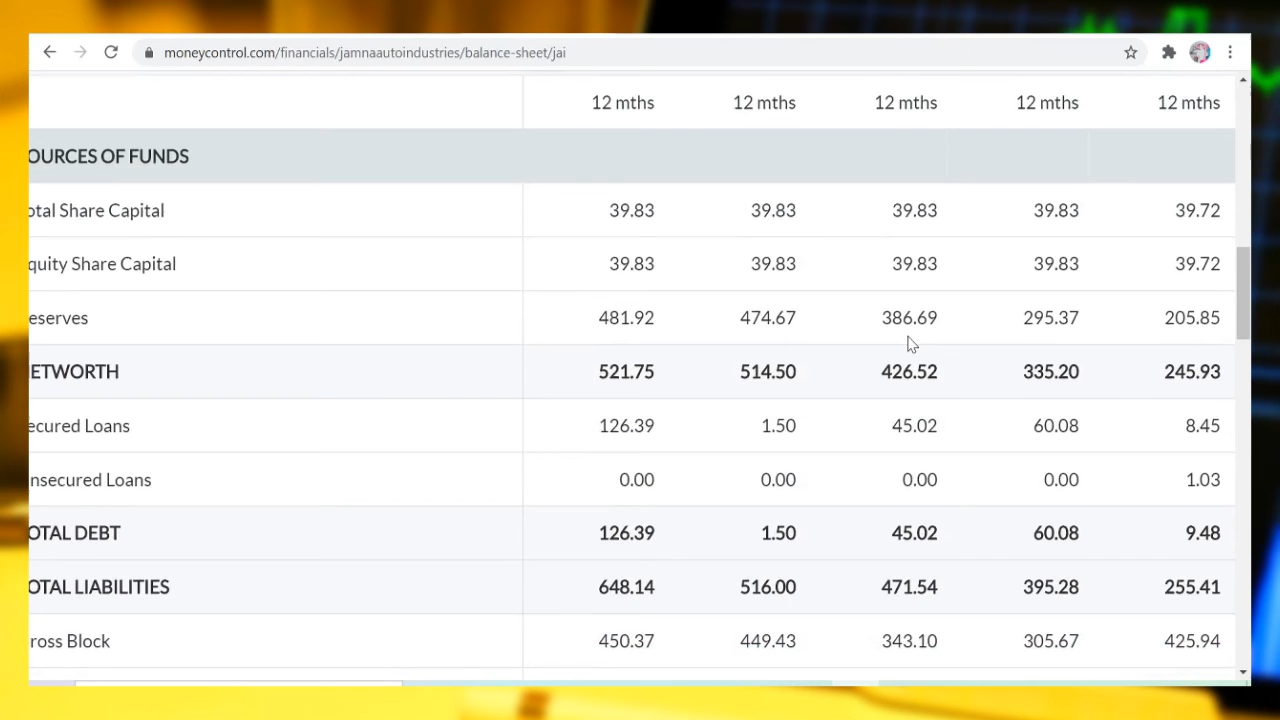 moneycontrol.com/financials/jamnaautoindustries/balance-sheet/jai
12 mths 12 mths 12 mths 12 mths 12 mths
OURCES OF FUNDS
otal Share Capital 39.83 39.83 39.83 39.83 39.72
quity Share Capital 39.83 39.83 39.83 39.83 39.72
eserves 481.92 474.67 386.69 295.37 205.85
ETWORTH 521.75 514.50 426.52 335.20 245.93
ecured Loans 126.39 1.50 45.02 60.08 8.45
nsecured Loans 0.00 0.00 0.00 0.00 1.03
OTAL DEBT 126.39 1.50 45.02 60.08 9.48
OTAL LIABILITIES 648.14 516.00 471.54 395.28 255.41
ross Block 450.37 449.43 343.10 305.67 425.94